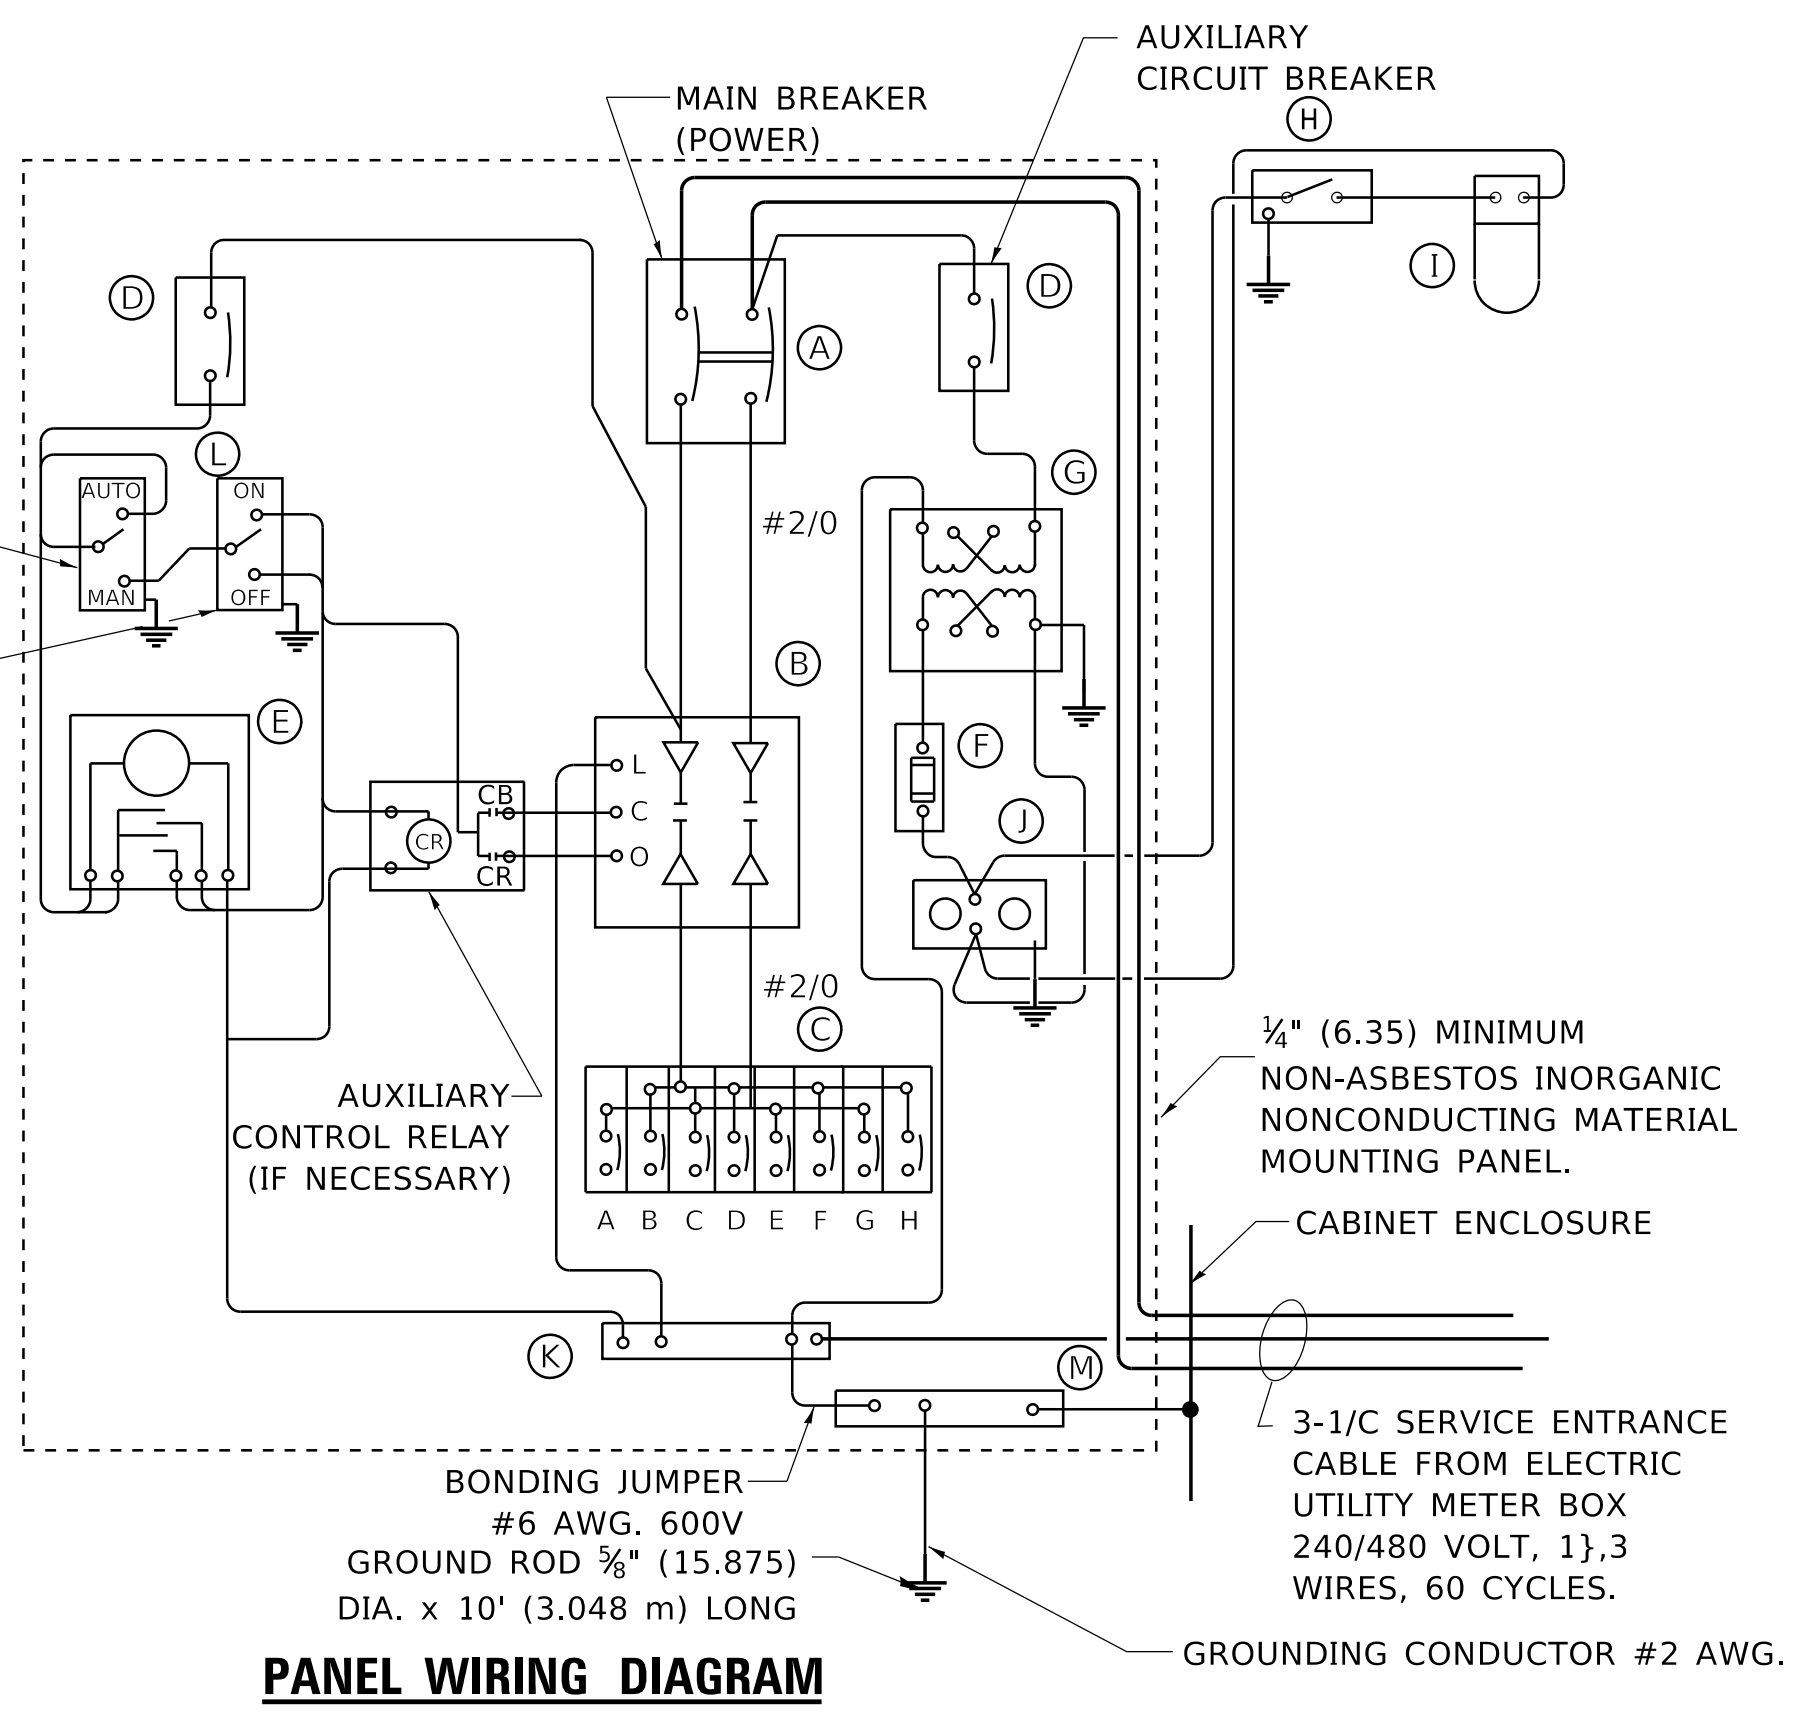 AUXILIARY
CIRCUIT BREAKER
H
MAIN BREAKER
(POWER)
D
D
I
A
L
G
AUTO
ON
#2/0
MAN
OFF
B
E
F
L
CB
C
J
CR
O
CR
#2/0
C
¼" (6.35) MINIMUM
NON-ASBESTOS INORGANIC
NONCONDUCTING MATERIAL
MOUNTING PANEL.
AUXILIARY
CONTROL RELAY
(IF NECESSARY)
A B C D E F G H
CABINET ENCLOSURE
K
M
3-1/C SERVICE ENTRANCE
CABLE FROM ELECTRIC
UTILITY METER BOX
240/480 VOLT, 1},3
WIRES, 60 CYCLES.
BONDING JUMPER
#6 AWG. 600V
GROUND ROD ⅝" (15.875)
DIA. x 10' (3.048 m) LONG
GROUNDING CONDUCTOR #2 AWG.
PANEL WIRING DIAGRAM